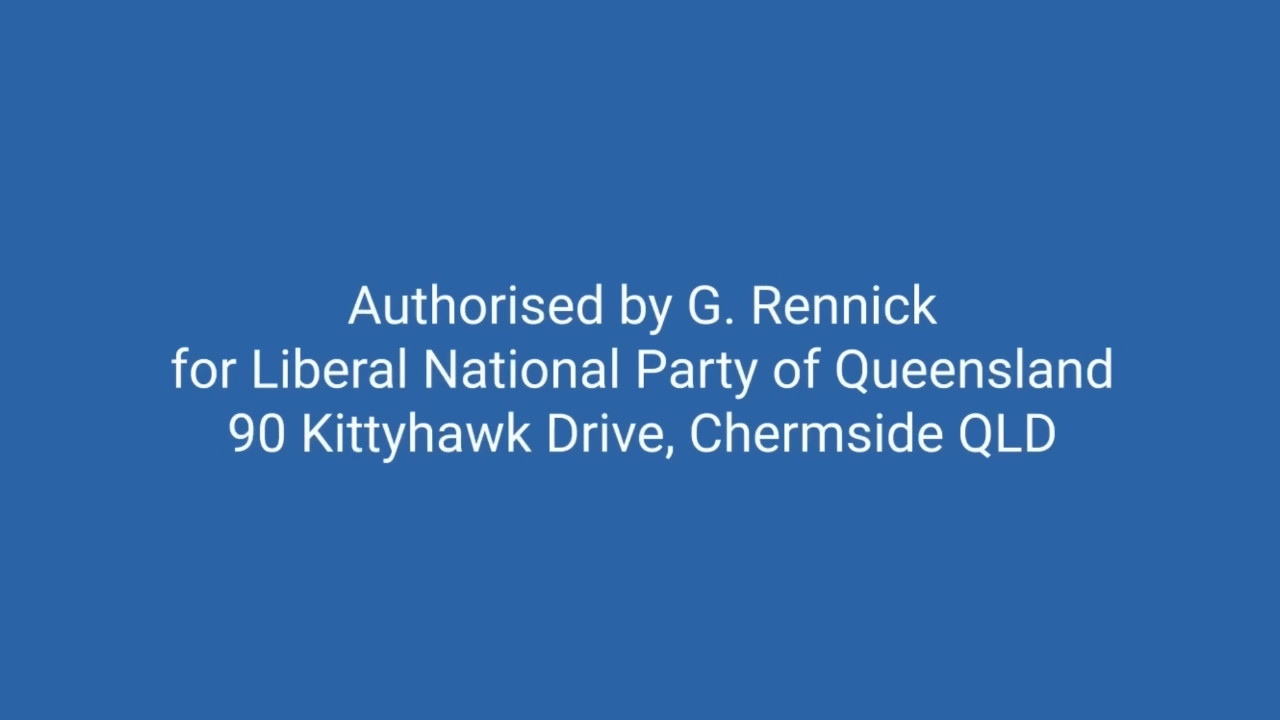 Authorised by G. Rennick
for Liberal National Party of Queensland
90 Kittyhawk Drive, Chermside QLD